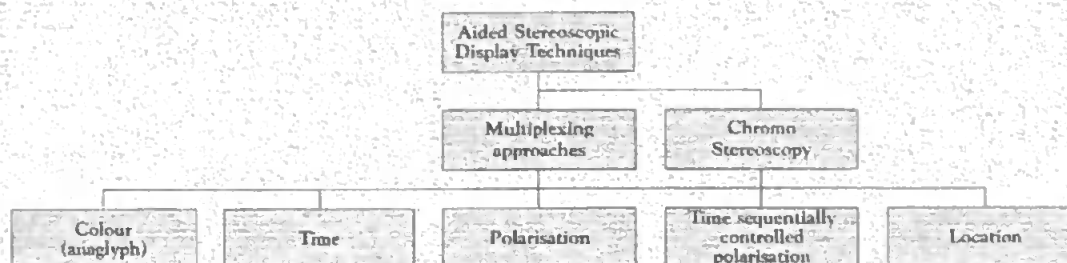 Aided Stereoscopic
Display Techniques
Multiplexing
approaches
Chromo
Stereoscopy
Colour
(anaglyph)
Time
Polarisation
Time sequentially
controlled
polarisation
Location